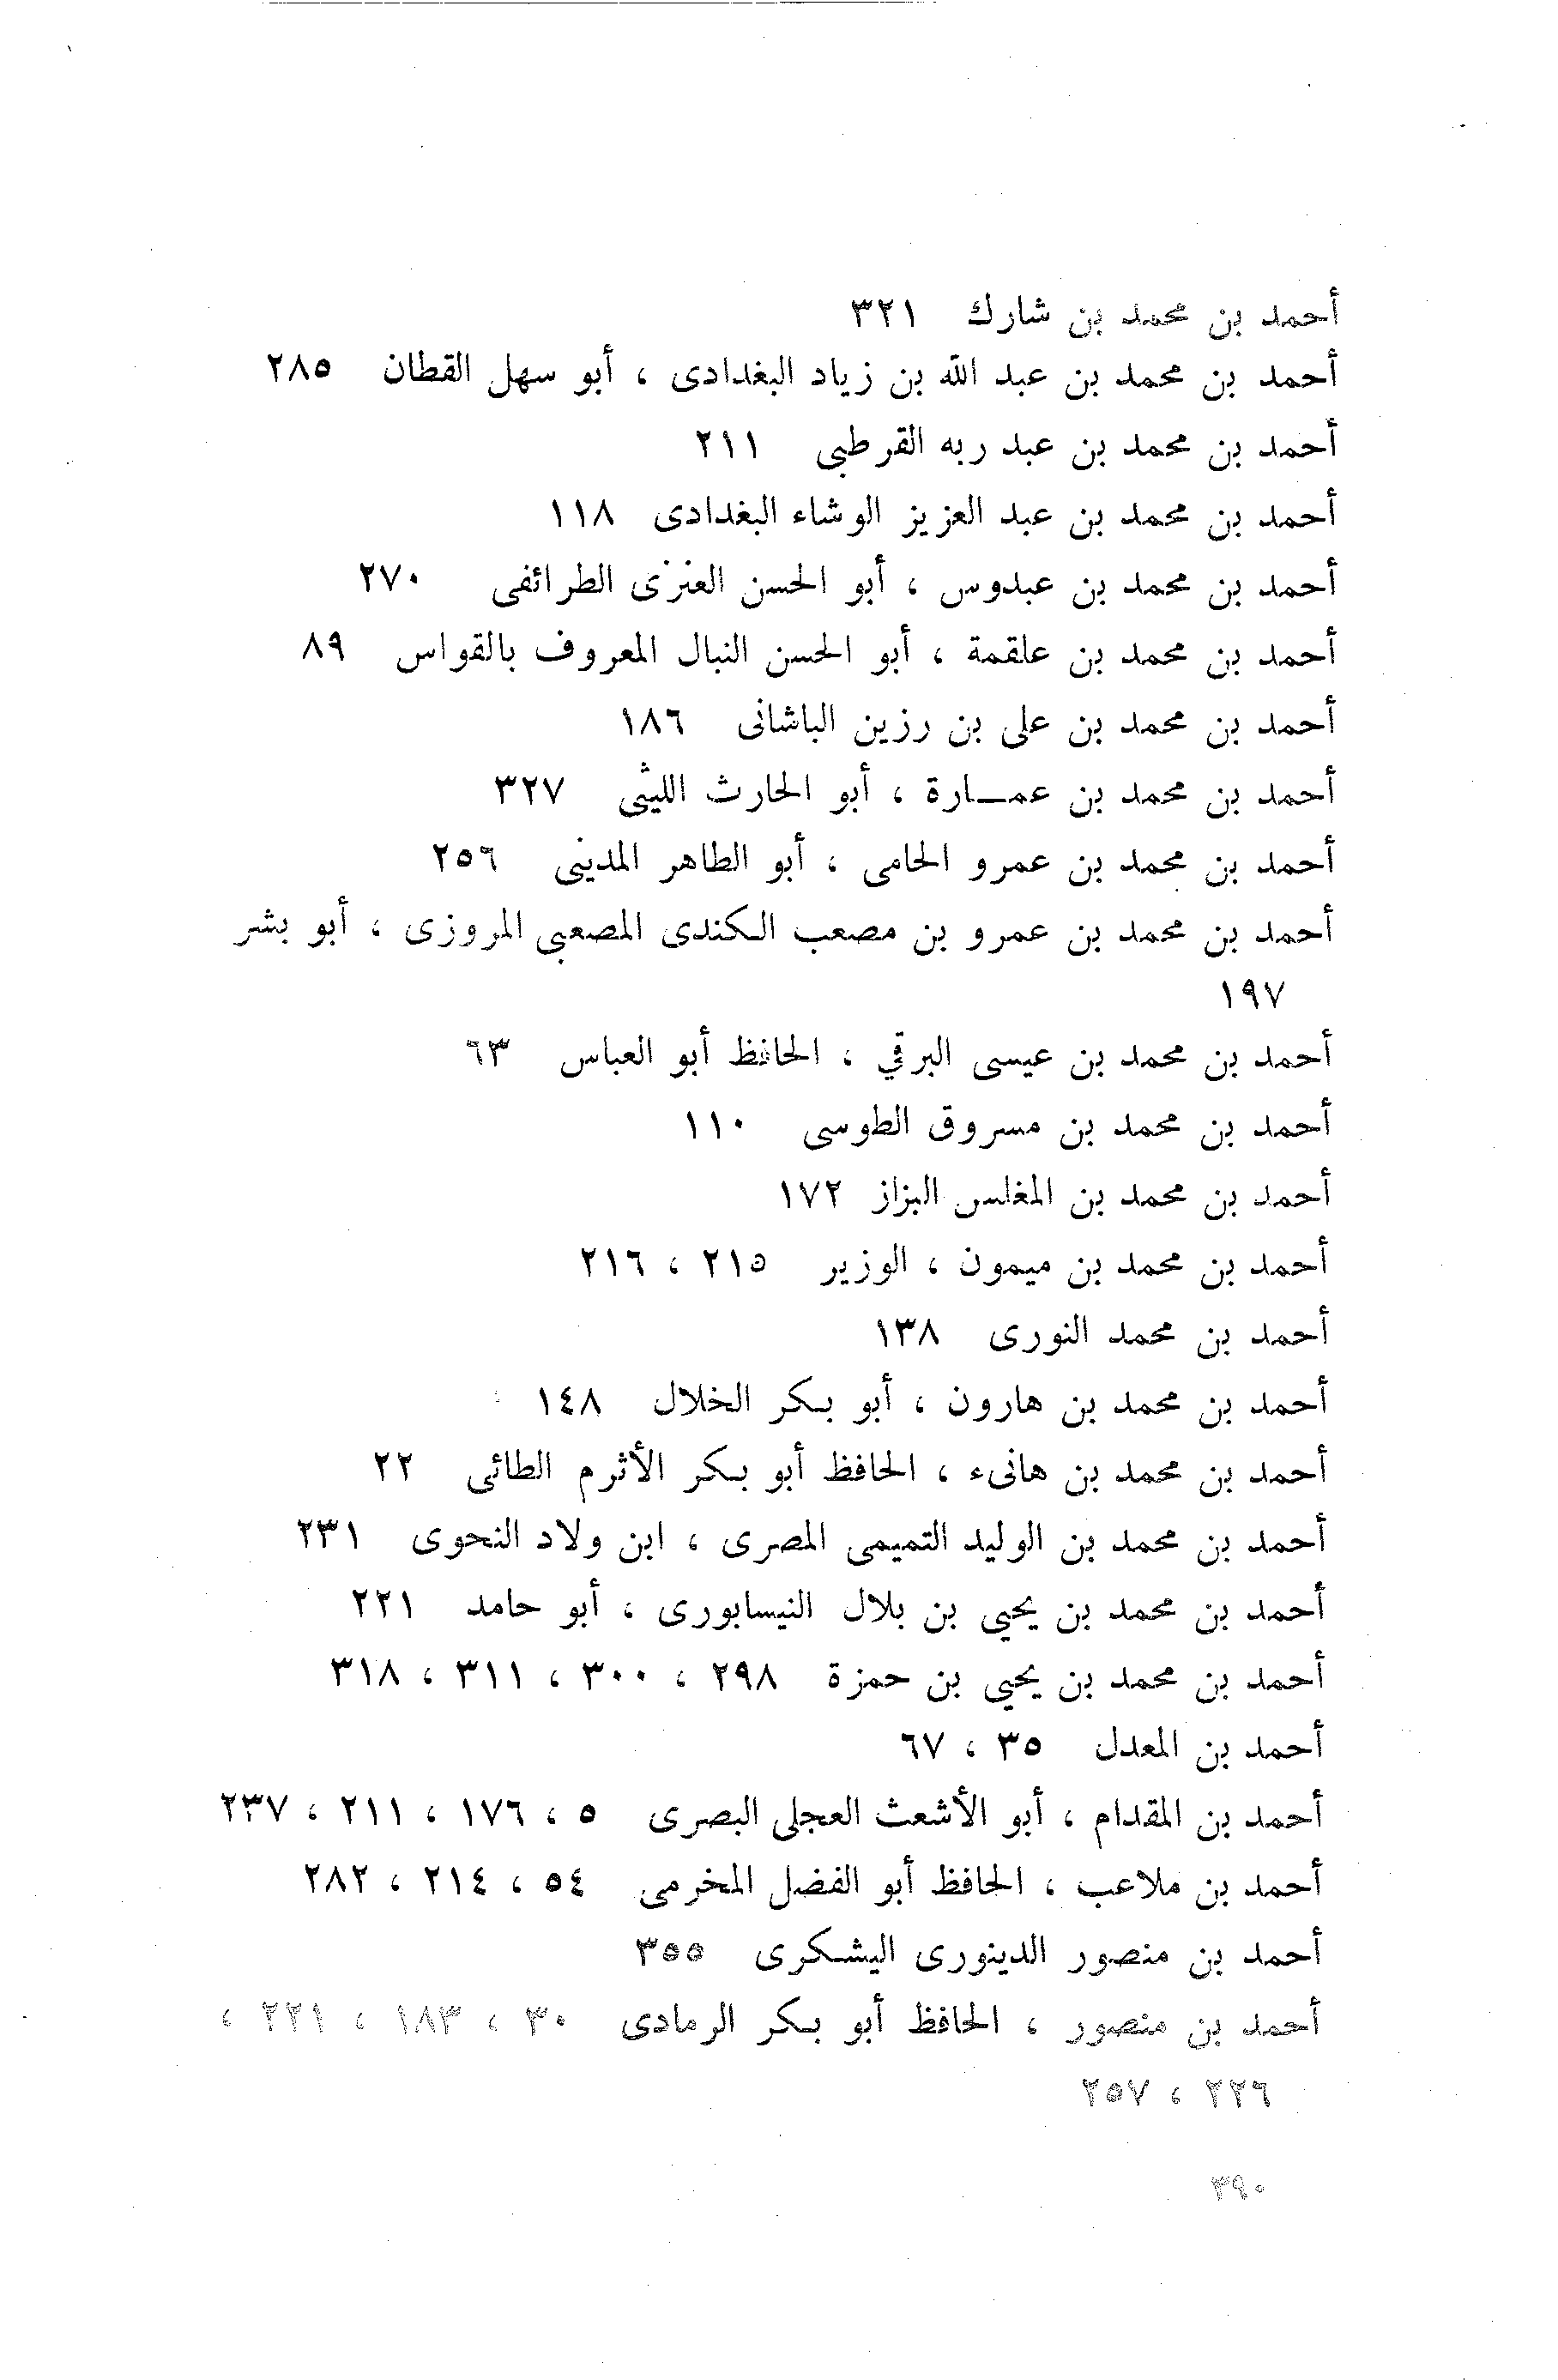 أحمد بن محمد بن شارك ٣٢١
أحمد بن محمد بن عبد الله بن زياد البغدادى ، أبو سهل القطان ٢٨٥
أحمد بن محمد بن عبد ربه القرطبى ٢١١
أحمد بن محمد بن عبد العزيز الوشاء البغدادى ١١٨
أحمد بن محمد بن عبدوس ، أبو الحسن العنزى الطرائفى ٢٧٠
أحمد بن محمد بن علقمة ، أبو الحسن النبال المعروف بالقواس ٨٩
أحمد بن محمد بن على بن رزين الباشانى ١٨٦
أحمد بن محمد بن عمـــارة ، أبو الحارث الليثى ٣٢٧
أحمد بن محمد بن عمرو الحامى ، أبو الطاهر المدينى ٢٥٦
أحمد بن محمد بن عمرو بن مصعب الكندى المصعبى المروزى ، أبو بشر
١٩٧
أحمد بن محمد بن عيسى البرقي ، الحافظ أبو العباس ٦٣
أحمد بن محمد بن مسروق الطوسى ١١٠
أحمد بن محمد بن المغلس البزاز ١٧٢
أحمد بن محمد بن ميمون ، الوزير ٢١٥ ، ٢١٦
أحمد بن محمد النورى ١٣٨
أحمد بن محمد بن هارون ، أبو بكر الخلال ١٤٨
أحمد بن محمد بن هانىء ، الحافظ أبو بكر الأثرم الطائى ٢٢
أحمد بن محمد بن الوليد التميمى المصرى ، ابن ولاد النحوى ٢٣١
أحمد بن محمد بن يحيى بن بلال النيسابورى ، أبو حامد ٢٢١
أحمد بن محمد بن يحيى بن حمزة ٢٩٨ ، ٣٠٠ ، ٣١١ ، ٣١٨
أحمد بن المعدل ٣٥ ، ٦٧
أحمد بن المقدام ، أبو الأشعث العجلى البصرى ٥ ، ١٧٦ ، ٢١١ ، ٢٣٧
أحمد بن ملاعب ، الحافظ أبو الفضل المخرمى ٥٤ ، ٢١٤ ، ٢٨٢
أحمد بن منصور الدينورى اليشكرى ٣٥٥
أحمد بن منصور ، الحافظ أبو بكر الرمادى ٣٠ ، ١٨٣ ، ٢٢١ ،
٢٢٦ ، ٢٥٧
٣٩٠